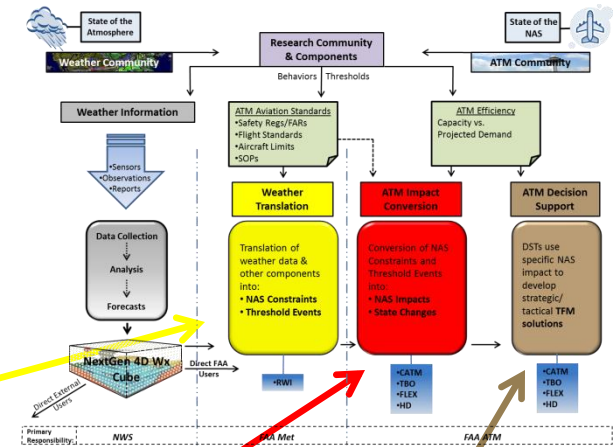 State of the
Atmosphere
Weather Community
Research Community
& Components
State of the
NAS
ATM Community
Behaviors
Thresholds
Weather Information
•Sensors
•Observations
•Reports
ATM Aviation Standards
•Safety Regs/FARs
•Flight Standards
•Aircraft Limits
•SOPs
ATM Efficiency
Capacity vs.
Projected Demand
Weather
Translation
ATM Impact
Conversion
ATM Decision
Support
Data Collection
Analysis
Forecasts
Translation of
weather data &
other components
into:
• NAS Constraints
• Threshold Events
Conversion of NAS
Constraints and
Threshold Events
into:
• NAS Impacts
• State Changes
DSTs use
specific NAS
impact to
develop
strategic/
tactical TFM
solutions
NextGen 4D Wx
Cube
Direct FAA
Users
Direct External
Users
•RWI
•CATM
•TBO
•FLEX
•HD
•CATM
•TBO
•FLEX
•HD
Primary
Responsibility:
NWS
FAA Met
FAA ATM